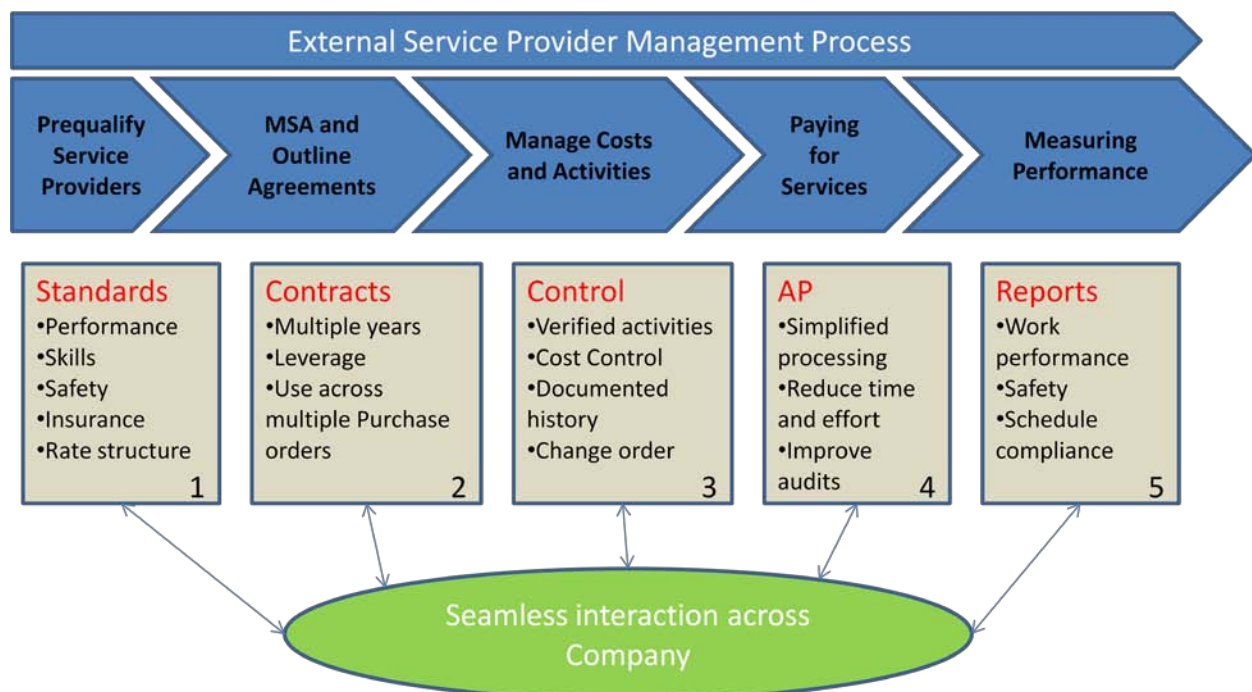 External Service Provider Management Process
Prequalify
Service
Providers
MSA and
Outline
Agreements
Manage Costs
and Activities
Paying
for
Services
Measuring
Performance
Standards
•Performance
•Skills
•Safety
•Insurance
•Rate structure
1
Contracts
•Multiple years
•Leverage
•Use across
multiple Purchase
orders
2
Control
•Verified activities
•Cost Control
•Documented
history
•Change order
3
AP
•Simplified
processing
•Reduce time
and effort
•Improve
audits
4
Reports
•Work
performance
•Safety
•Schedule
compliance
5
Seamless interaction across
Company